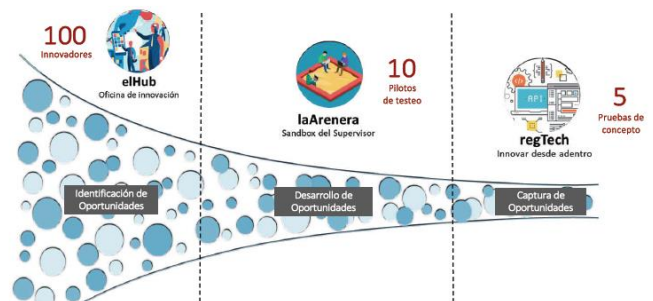 100
Innovadores
elHub
Oficina de innovación
Identificación de
Oportunidades
laArenera
Sandbox del Supervisor
10
Pilotos
de testeo
Desarrollo de
Oportunidades
API
regTech
Innovar desde adentro
5
Pruebas de
concepto
Captura de
Oportunidades